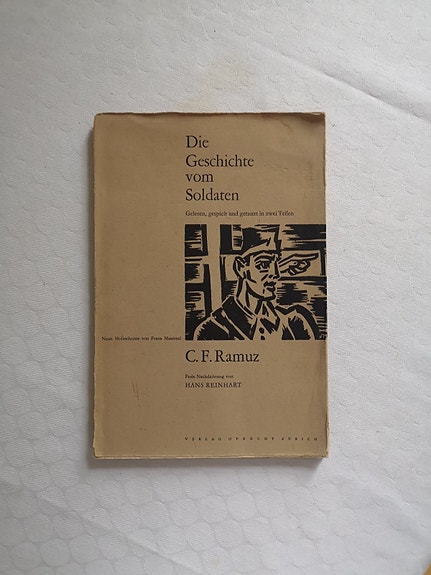 Die
Geschichte
vom
Soldaten
Gelesen, gespielt und getanzt in zwei Teilen
Neun Holzschnitte von Frans Masereel
C. F. Ramuz
Freie Nachdichtung von
HANS REINHART
VERLAG OPRECHT ZÜRICH